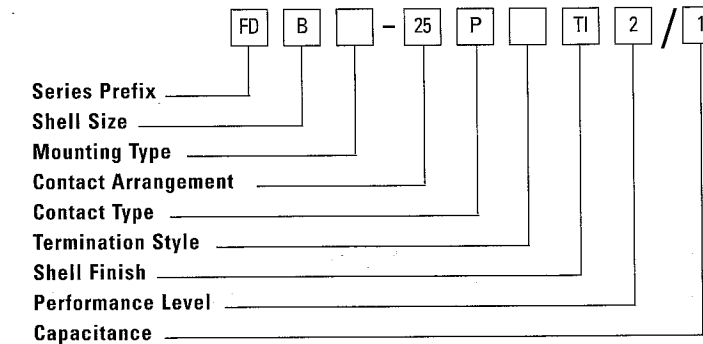 FD B - 25 P TI 2 / 1
Series Prefix
Shell Size
Mounting Type
Contact Arrangement
Contact Type
Termination Style
Shell Finish
Performance Level
Capacitance